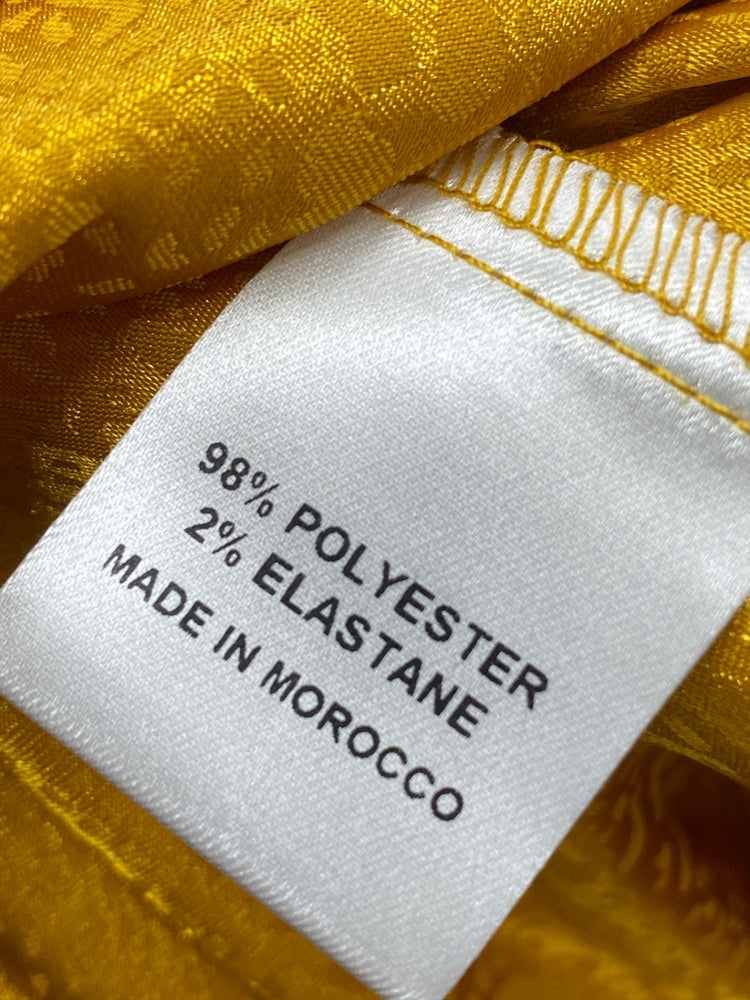 98% POLYESTER
2% ELASTANE
MADE IN MOROCCO